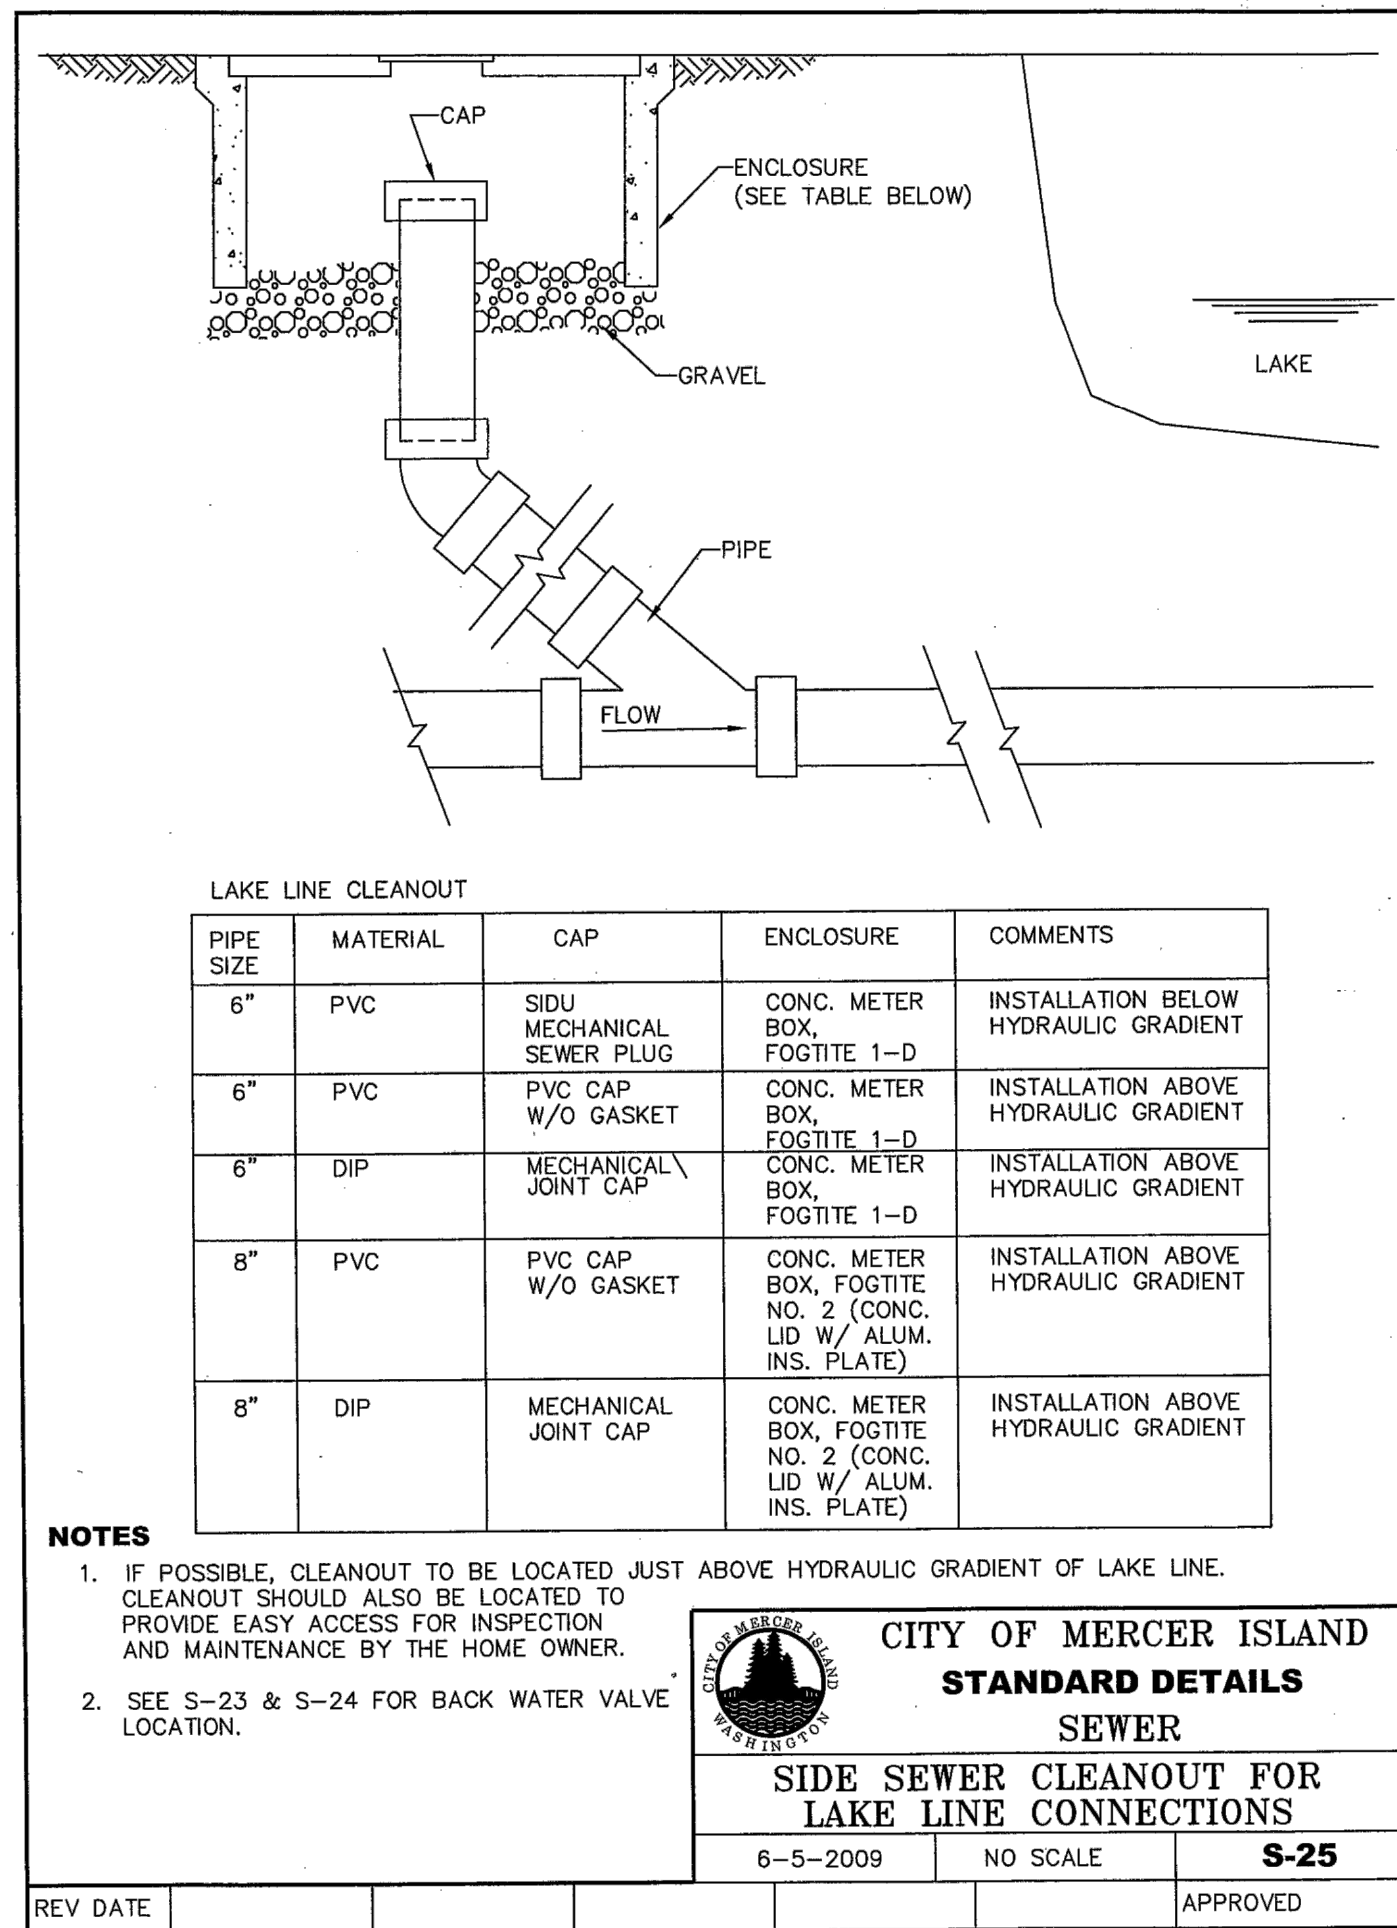 CAP
ENCLOSURE
(SEE TABLE BELOW)
GRAVEL
LAKE
PIPE
FLOW
LAKE LINE CLEANOUT
PIPE SIZE MATERIAL CAP ENCLOSURE COMMENTS
6" PVC SIDU MECHANICAL SEWER PLUG CONC. METER BOX, FOGTITE 1-D INSTALLATION BELOW HYDRAULIC GRADIENT
6" PVC PVC CAP W/O GASKET CONC. METER BOX, FOGTITE 1-D INSTALLATION ABOVE HYDRAULIC GRADIENT
6" DIP MECHANICAL\ JOINT CAP CONC. METER BOX, FOGTITE 1-D INSTALLATION ABOVE HYDRAULIC GRADIENT
8" PVC PVC CAP W/O GASKET CONC. METER BOX, FOGTITE NO. 2 (CONC. LID W/ ALUM. INS. PLATE) INSTALLATION ABOVE HYDRAULIC GRADIENT
8" DIP MECHANICAL JOINT CAP CONC. METER BOX, FOGTITE NO. 2 (CONC. LID W/ ALUM. INS. PLATE) INSTALLATION ABOVE HYDRAULIC GRADIENT
NOTES
1. IF POSSIBLE, CLEANOUT TO BE LOCATED JUST ABOVE HYDRAULIC GRADIENT OF LAKE LINE.
CLEANOUT SHOULD ALSO BE LOCATED TO
PROVIDE EASY ACCESS FOR INSPECTION
AND MAINTENANCE BY THE HOME OWNER.
2. SEE S-23 & S-24 FOR BACK WATER VALVE
LOCATION.
CITY OF MERCER ISLAND
WASHINGTON
CITY OF MERCER ISLAND
STANDARD DETAILS
SEWER
SIDE SEWER CLEANOUT FOR
LAKE LINE CONNECTIONS
6-5-2009 NO SCALE S-25
REV DATE APPROVED